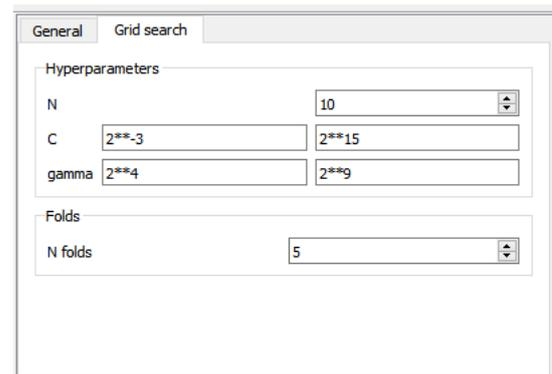 General Grid search
Hyperparameters
N 10
C 2**-3 2**15
gamma 2**4 2**9
Folds
N folds 5